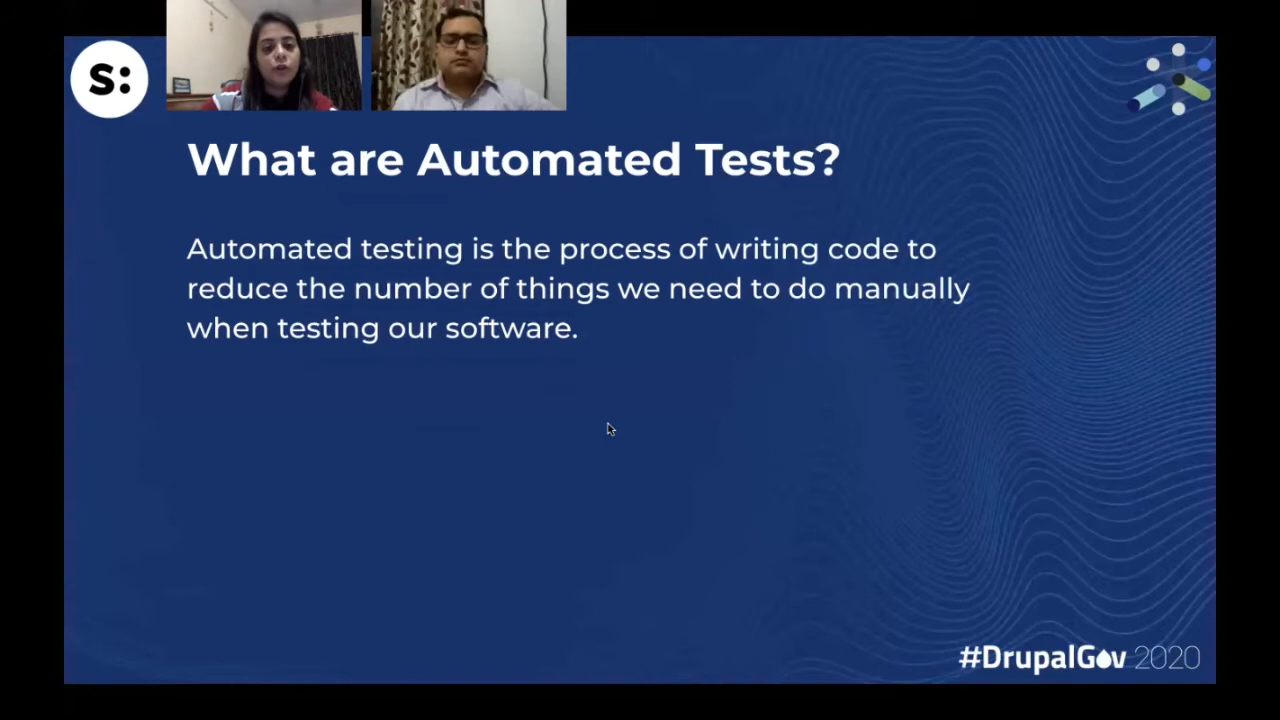 S:
What are Automated Tests?
Automated testing is the process of writing code to
reduce the number of things we need to do manually
when testing our software.
#DrupalGov 2020